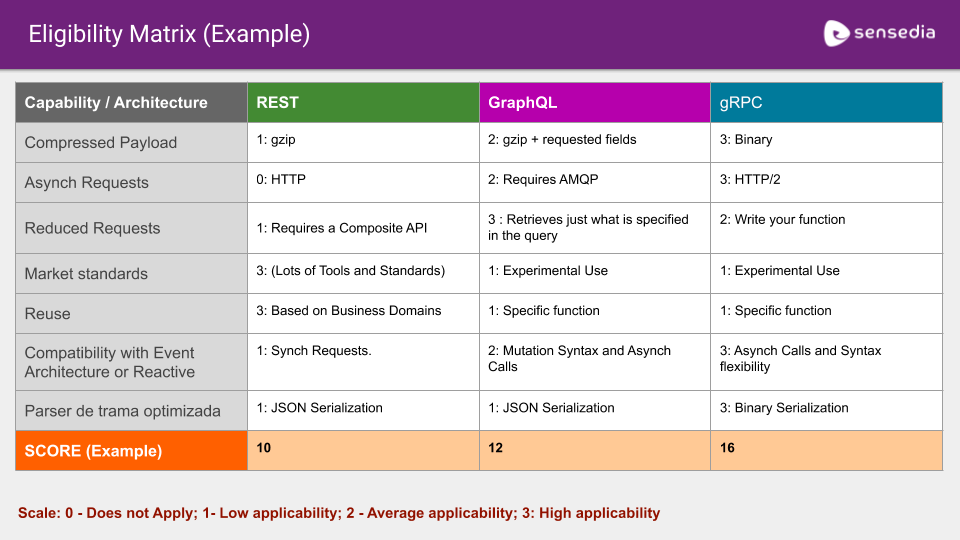 Eligibility Matrix (Example)
sensedia
Capability / Architecture
REST
GraphQL
gRPC
Compressed Payload
1: gzip
2: gzip + requested fields
3: Binary
Asynch Requests
0: HTTP
2: Requires AMQP
3: HTTP/2
Reduced Requests
1: Requires a Composite API
3 : Retrieves just what is specified
in the query
2: Write your function
Market standards
3: (Lots of Tools and Standards)
1: Experimental Use
1: Experimental Use
Reuse
3: Based on Business Domains
1: Specific function
1: Specific function
Compatibility with Event
Architecture or Reactive
1: Synch Requests.
2: Mutation Syntax and Asynch
Calls
3: Asynch Calls and Syntax
flexibility
Parser de trama optimizada
1: JSON Serialization
1: JSON Serialization
3: Binary Serialization
SCORE (Example)
10
12
16
Scale: 0 - Does not Apply; 1- Low applicability; 2 - Average applicability; 3: High applicability